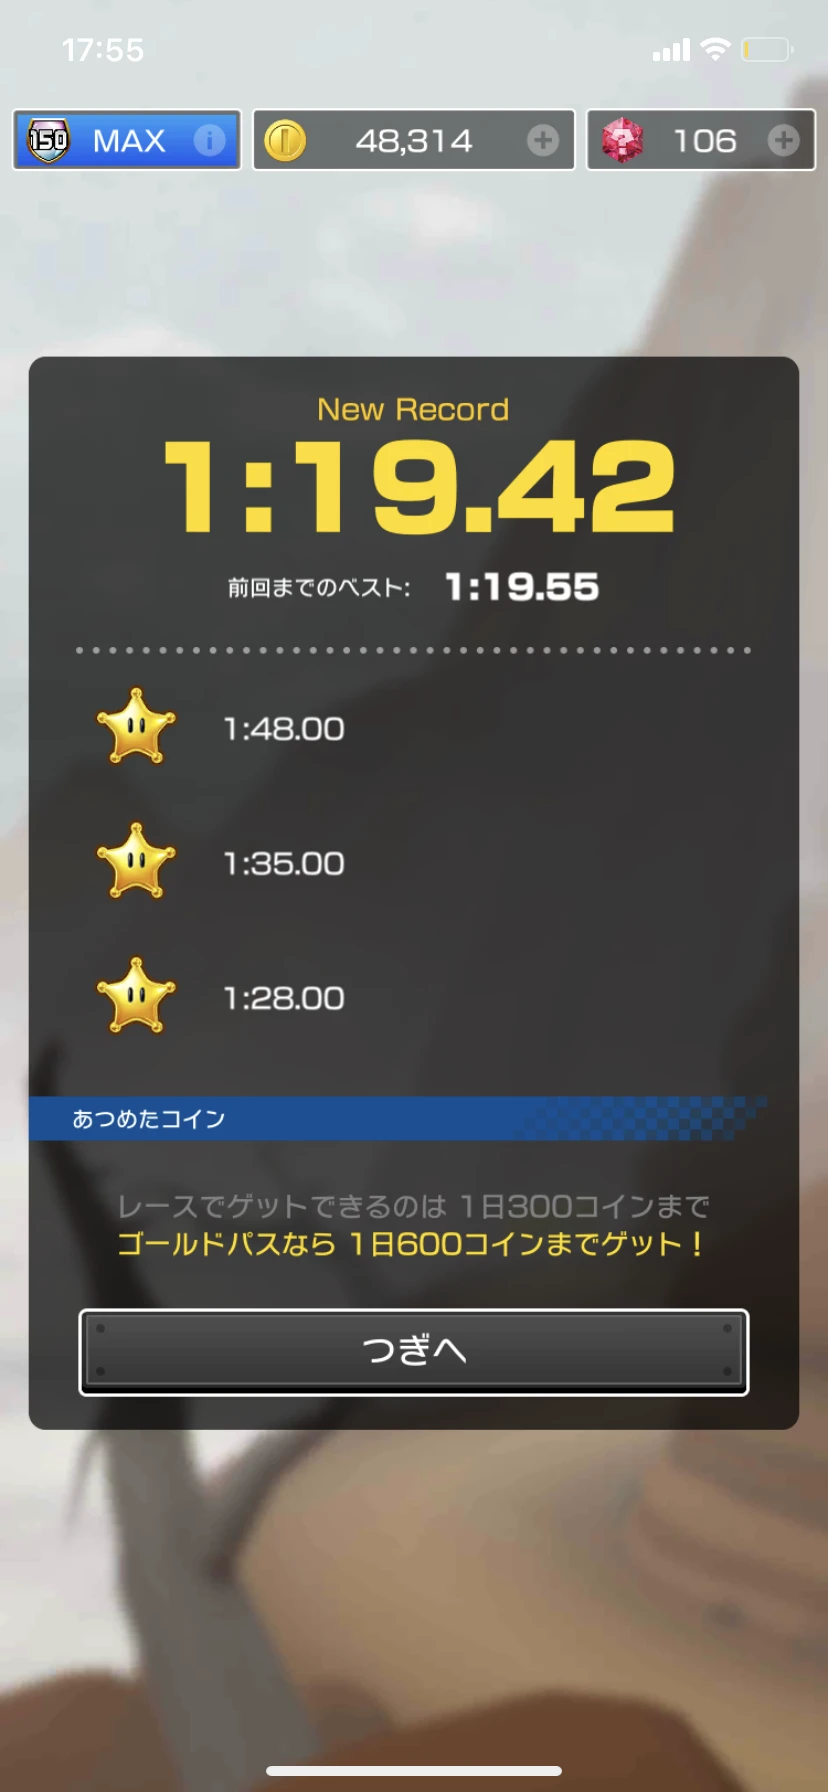 17:55
150 MAX i 48,314 + 106 +
New Record
1:19.42
前回までのベスト: 1:19.55
1:48.00
1:35.00
1:28.00
あつめたコイン
レースでゲットできるのは 1日300コインまで
ゴールドパスなら 1日600コインまでゲット！
つぎへ